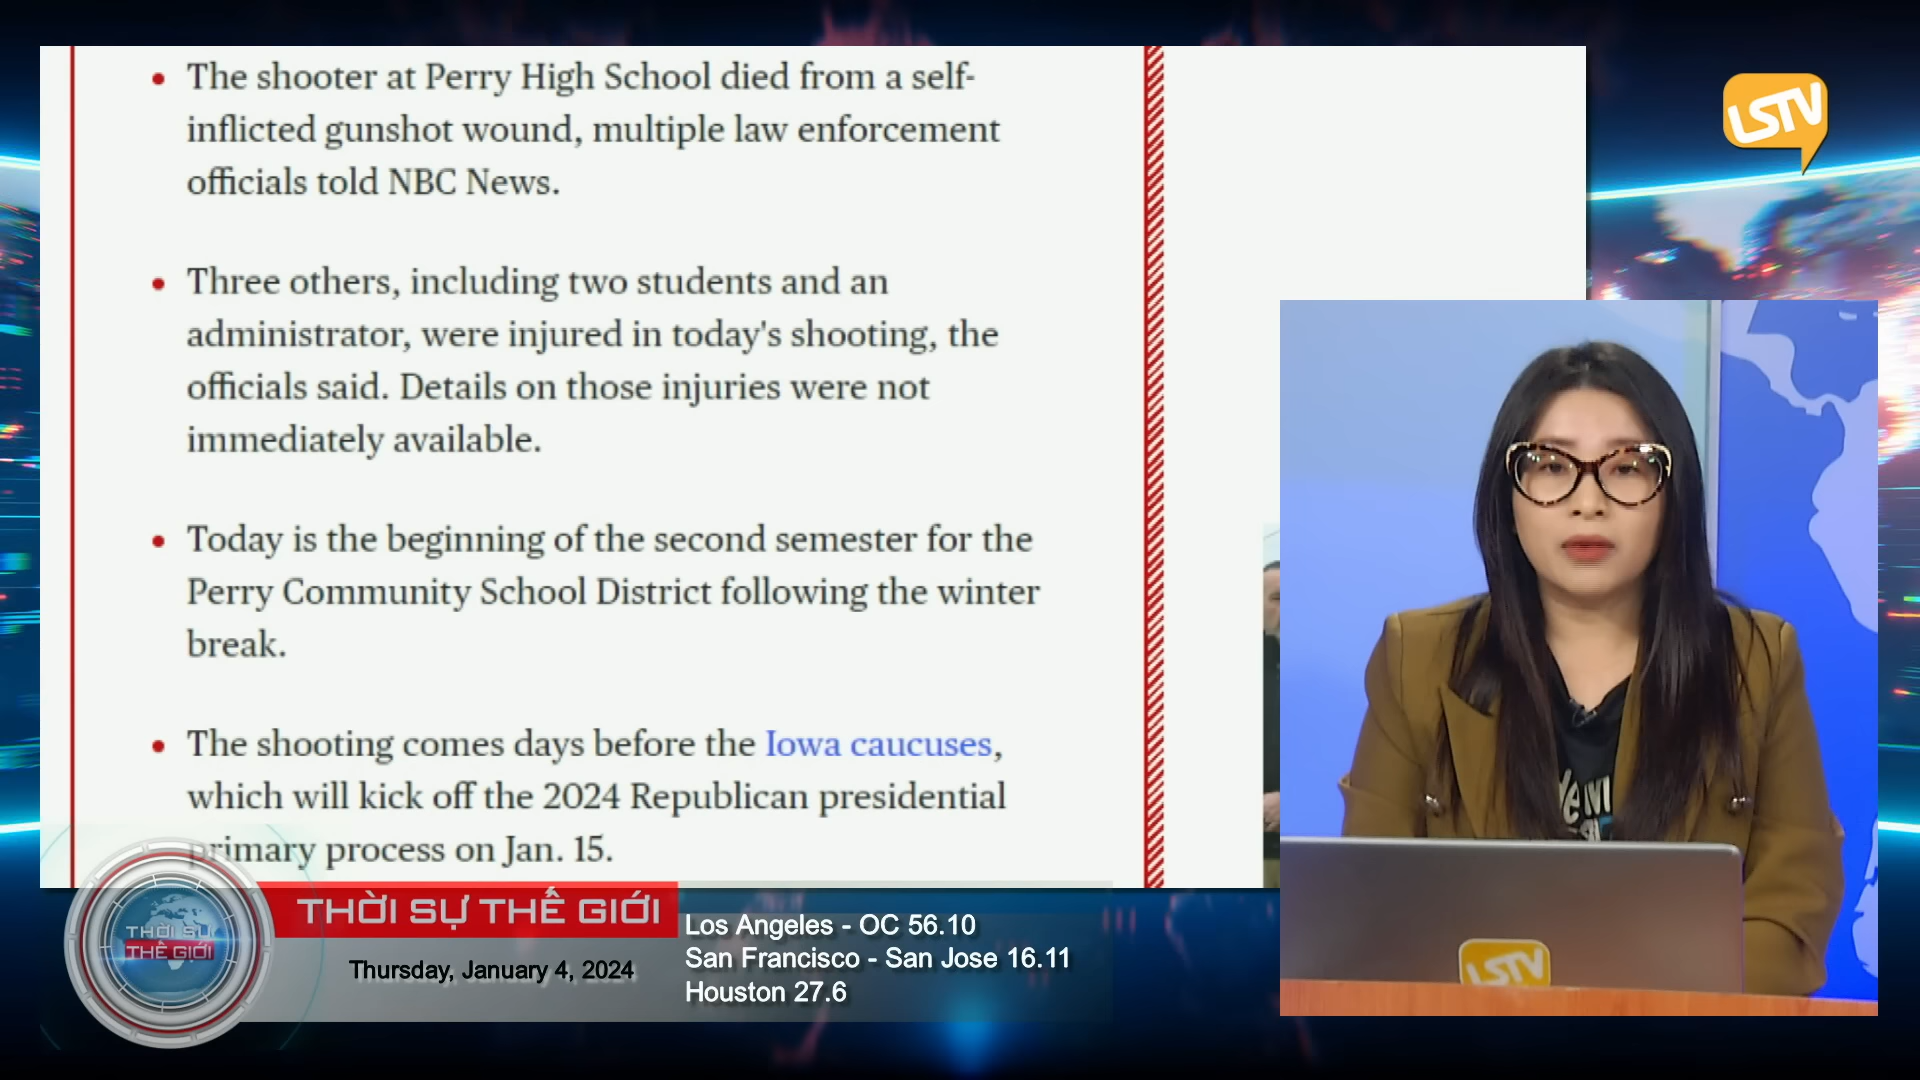 The shooter at Perry High School died from a self-
inflicted gunshot wound, multiple law enforcement
officials told NBC News.
Three others, including two students and an
administrator, were injured in today's shooting, the
officials said. Details on those injuries were not
immediately available.
Today is the beginning of the second semester for the
Perry Community School District following the winter
break.
The shooting comes days before the Iowa caucuses,
which will kick off the 2024 Republican presidential
primary process on Jan. 15.
LSTV
THỜI SỰ
THẾ GIỚI
THỜI SỰ THẾ GIỚI
Thursday, January 4, 2024
Los Angeles - OC 56.10
San Francisco - San Jose 16.11
Houston 27.6
LSTV